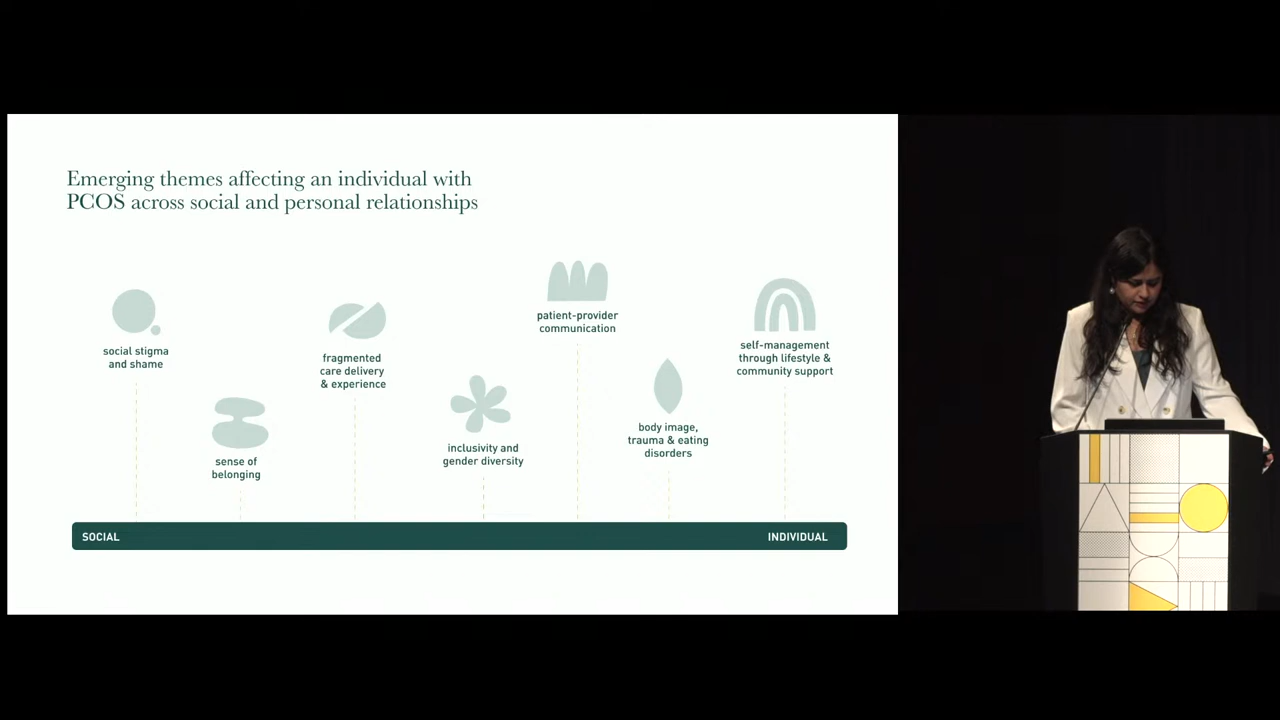 Emerging themes affecting an individual with
PCOS across social and personal relationships
social stigma
and shame
sense of
belonging
fragmented
care delivery
& experience
inclusivity and
gender diversity
patient-provider
communication
body image,
trauma & eating
disorders
self-management
through lifestyle &
community support
SOCIAL
INDIVIDUAL